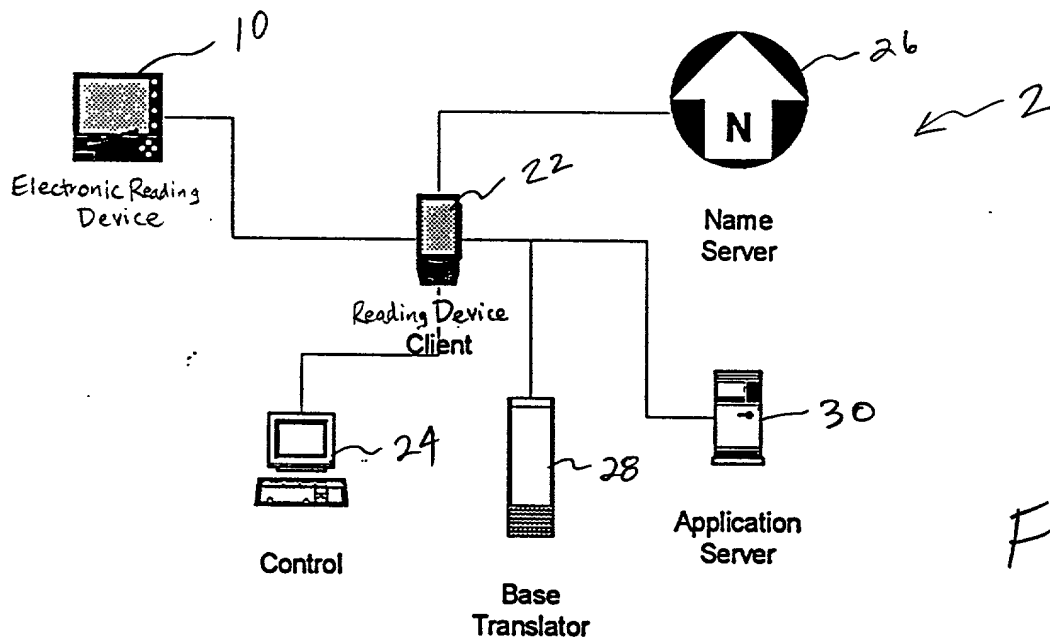 10
26
2
N
Electronic Reading
Device
22
Name
Server
Reading Device
Client
24
28
30
Control
Application
Server
F
Base
Translator